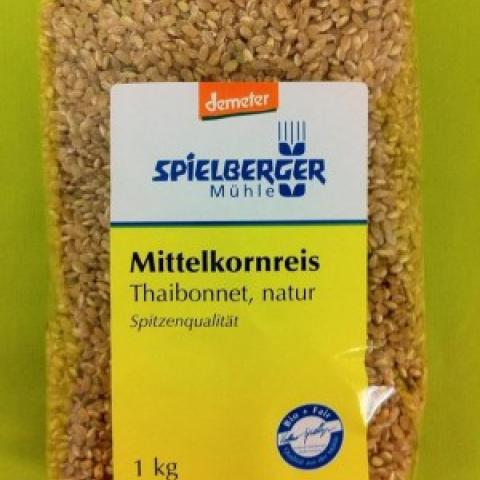 demeter
SPIELBERGER
Mühle
Mittelkornreis
Thaibonnet, natur
Spitzenqualität
Bio + Fair
1 kg